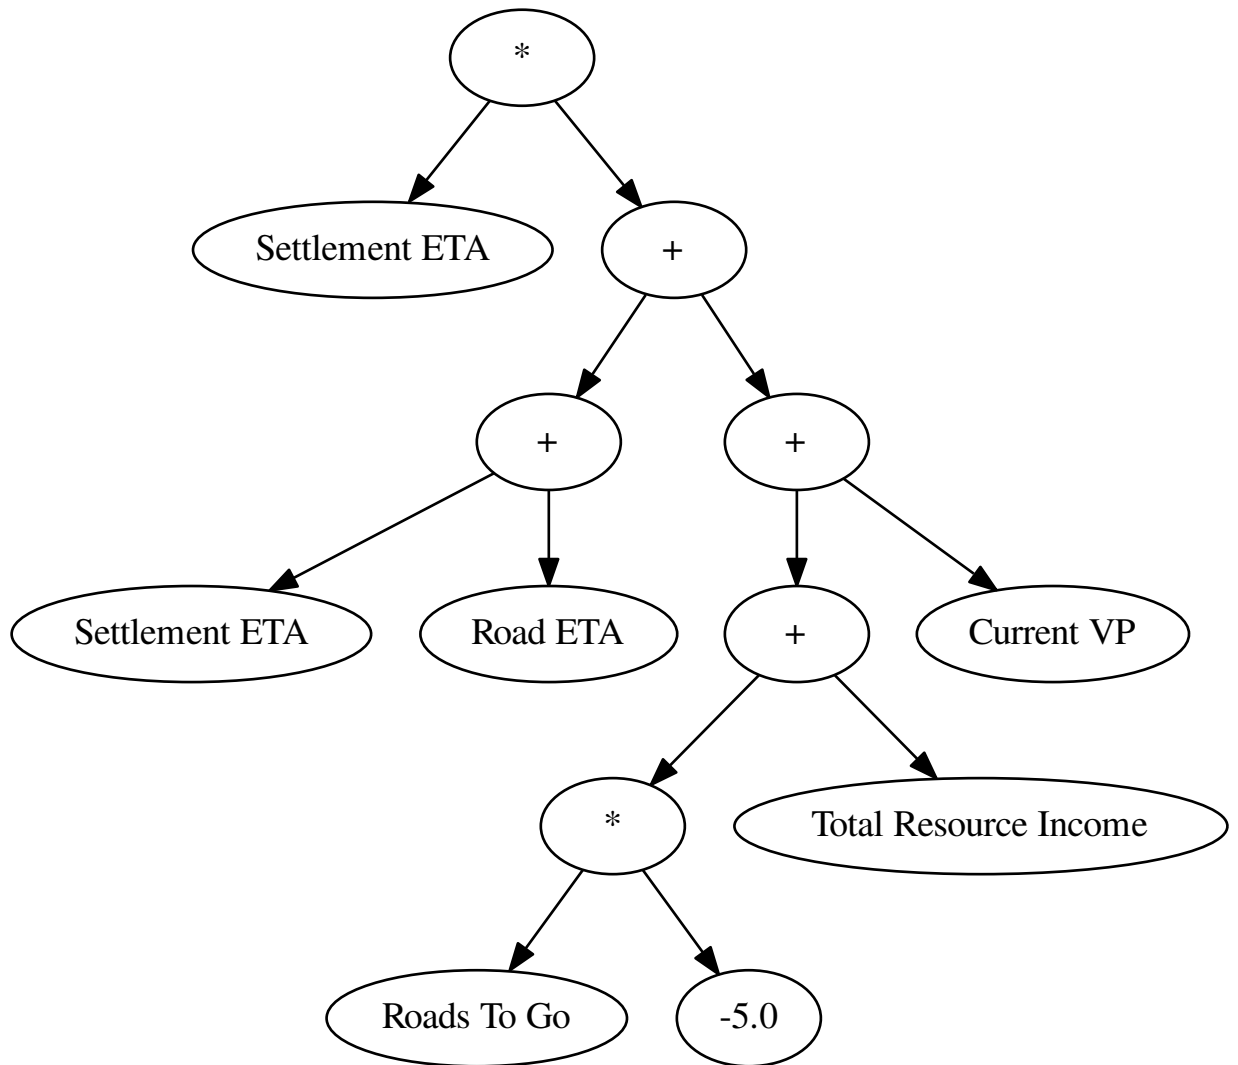 *
Settlement ETA
+
+
+
Settlement ETA
Road ETA
+
Current VP
*
Total Resource Income
Roads To Go
-5.0